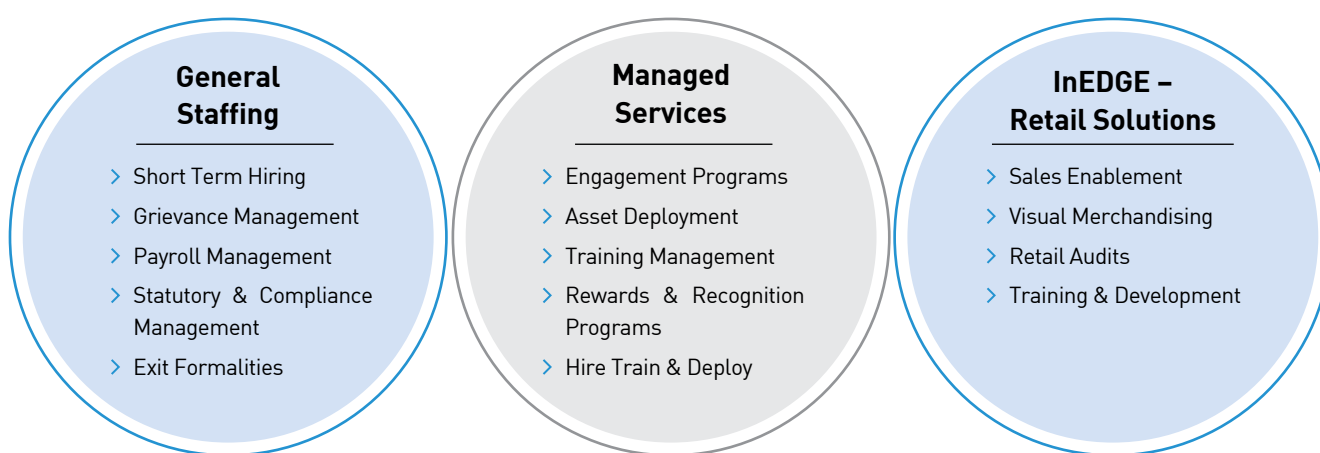 General
Staffing
Short Term Hiring
Grievance Management
Payroll Management
Statutory & Compliance
Management
Exit Formalities
Managed
Services
Engagement Programs
Asset Deployment
Training Management
Rewards & Recognition
Programs
Hire Train & Deploy
InEDGE –
Retail Solutions
Sales Enablement
Visual Merchandising
Retail Audits
Training & Development